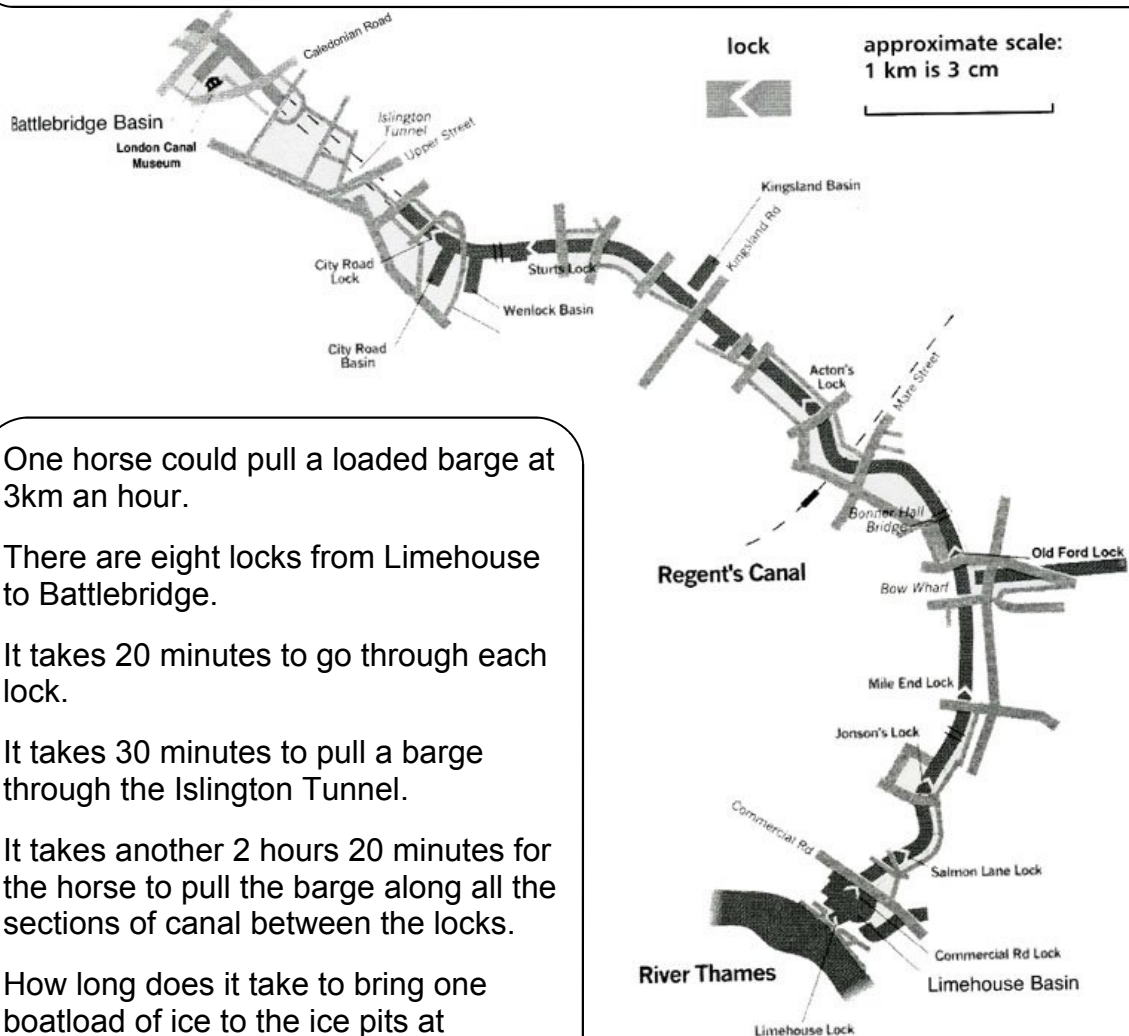 Caledonian Road
lock
approximate scale:
1 km is 3 cm
Battlebridge Basin
London Canal
Museum
Islington
Tunnel
Upper Street
Kingsland Basin
Kingsland Rd
City Road
Lock
Sturts Lock
Wenlock Basin
City Road
Basin
Acton's
Lock
Mare Street
Bonner Hall
Bridge
Old Ford Lock
Regent's Canal
Bow Wharf
Mile End Lock
Jonson's Lock
Commercial Rd
Salmon Lane Lock
Commercial Rd Lock
River Thames
Limehouse Basin
Limehouse Lock
One horse could pull a loaded barge at
3km an hour.
There are eight locks from Limehouse
to Battlebridge.
It takes 20 minutes to go through each
lock.
It takes 30 minutes to pull a barge
through the Islington Tunnel.
It takes another 2 hours 20 minutes for
the horse to pull the barge along all the
sections of canal between the locks.
How long does it take to bring one
boatload of ice to the ice pits at